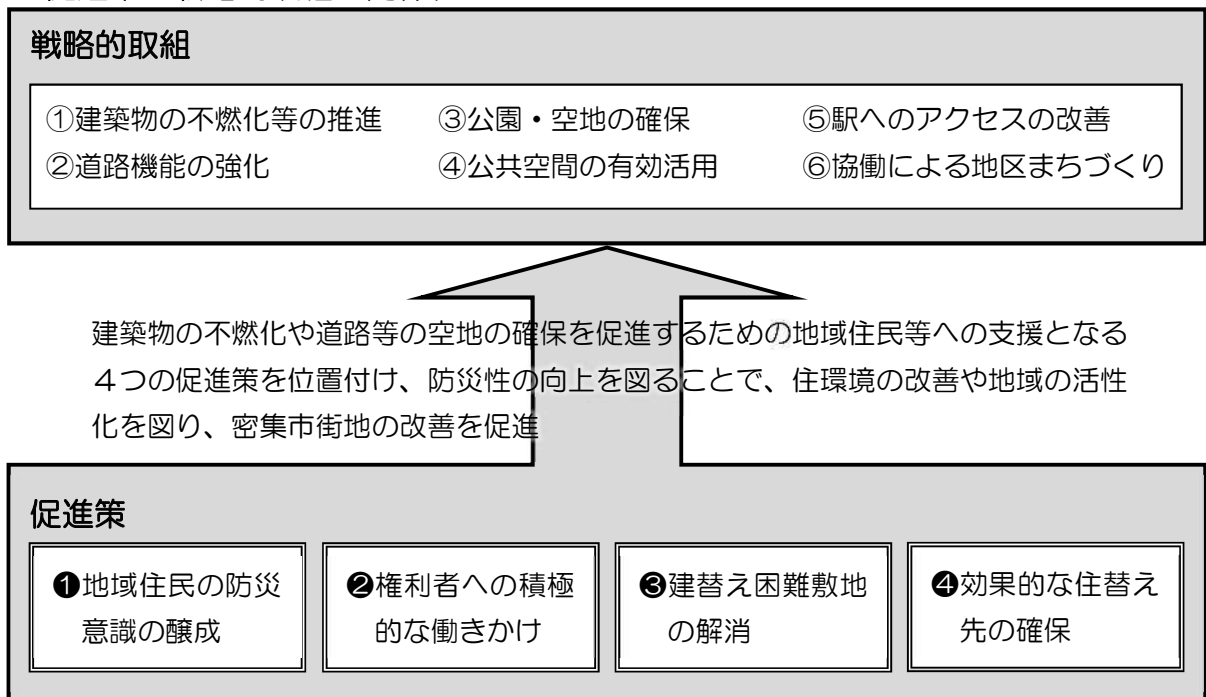 戦略的取組
①建築物の不燃化等の推進
②道路機能の強化
③公園・空地の確保
④公共空間の有効活用
⑤駅へのアクセスの改善
⑥協働による地区まちづくり
建築物の不燃化や道路等の空地の確保を促進するための地域住民等への支援となる
４つの促進策を位置付け、防災性の向上を図ることで、住環境の改善や地域の活性
化を図り、密集市街地の改善を促進
促進策
❶地域住民の防災
意識の醸成
❷権利者への積極
的な働きかけ
❸建替え困難敷地
の解消
❹効果的な住替え
先の確保